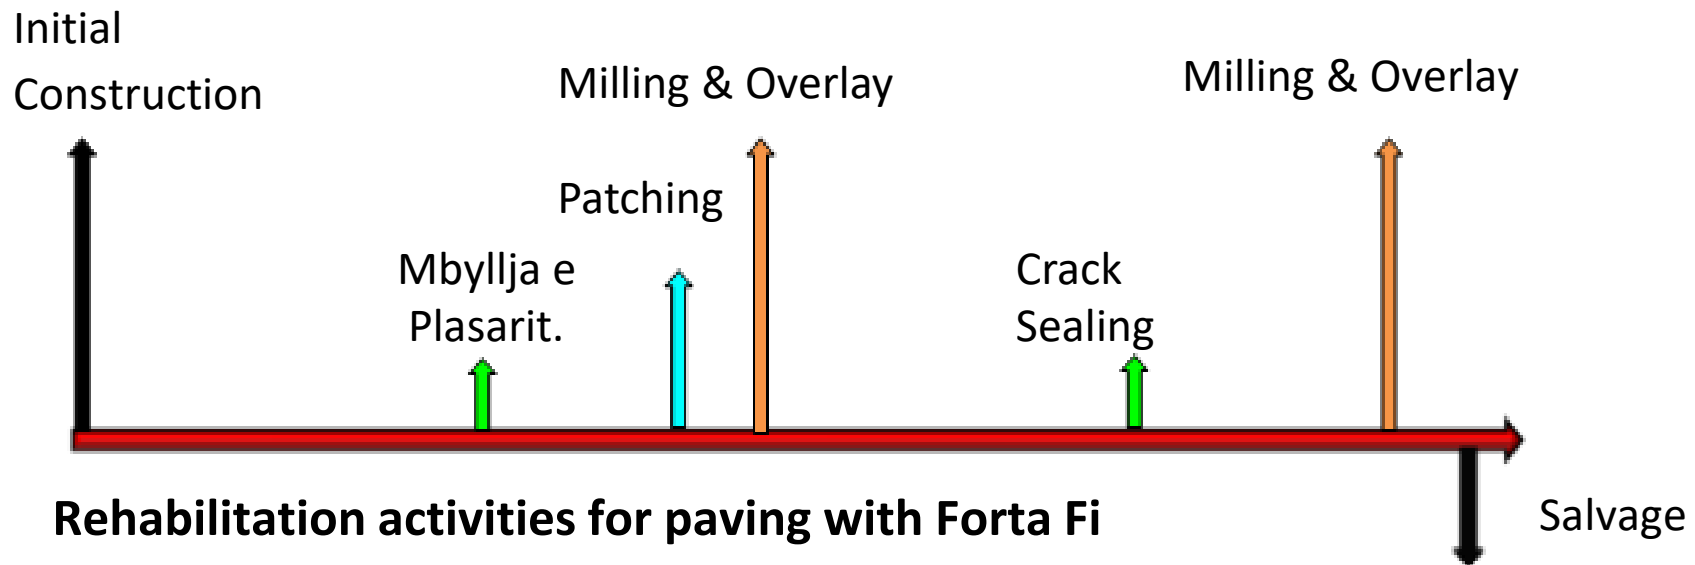 Initial
Construction
Milling & Overlay
Milling & Overlay
Patching
Mbyllja e
Plasarit.
Crack
Sealing
Rehabilitation activities for paving with Forta Fi
Salvage